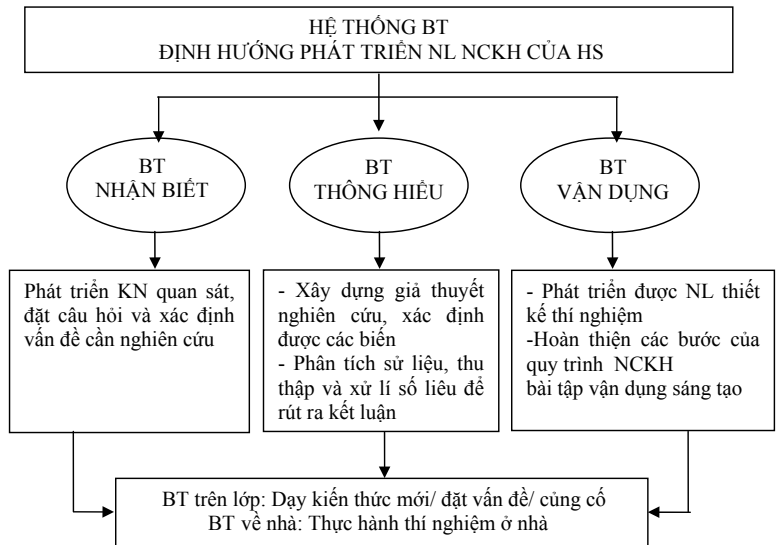 HỆ THỐNG BT
ĐỊNH HƯỚNG PHÁT TRIỂN NL NCKH CỦA HS
BT
NHẬN BIẾT
BT
THÔNG HIỂU
BT
VẬN DỤNG
Phát triển KN quan sát,
đặt câu hỏi và xác định
vấn đề cần nghiên cứu
- Xây dựng giả thuyết
nghiên cứu, xác định
được các biến
- Phân tích sử liệu, thu
thập và xử lí số liêu để
rút ra kết luận
- Phát triển được NL thiết
kế thí nghiệm
-Hoàn thiện các bước của
quy trình NCKH
bài tập vận dụng sáng tạo
BT trên lớp: Dạy kiến thức mới/ đặt vấn đề/ củng cố
BT về nhà: Thực hành thí nghiệm ở nhà